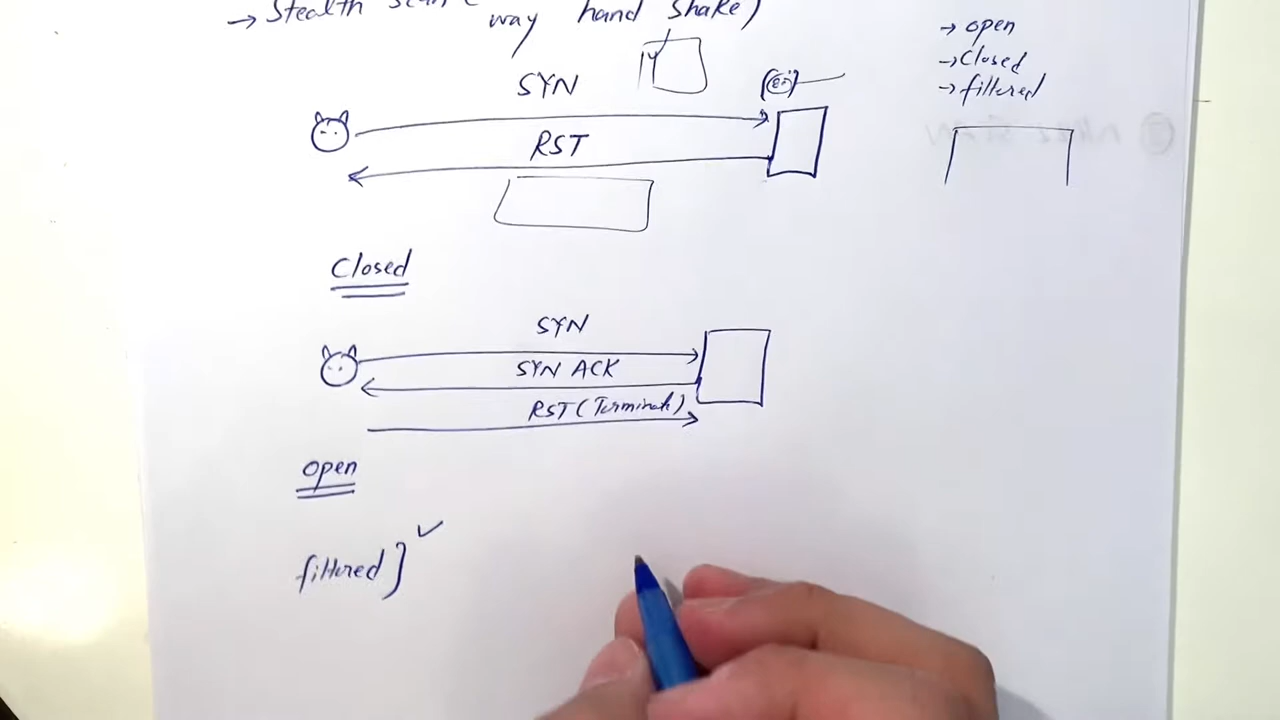 → Stealth
way hand shake)
→ open
→ Closed
→ filtered
SYN
RST
Closed
SYN
SYN ACK
RST (Terminate)
open
filtered